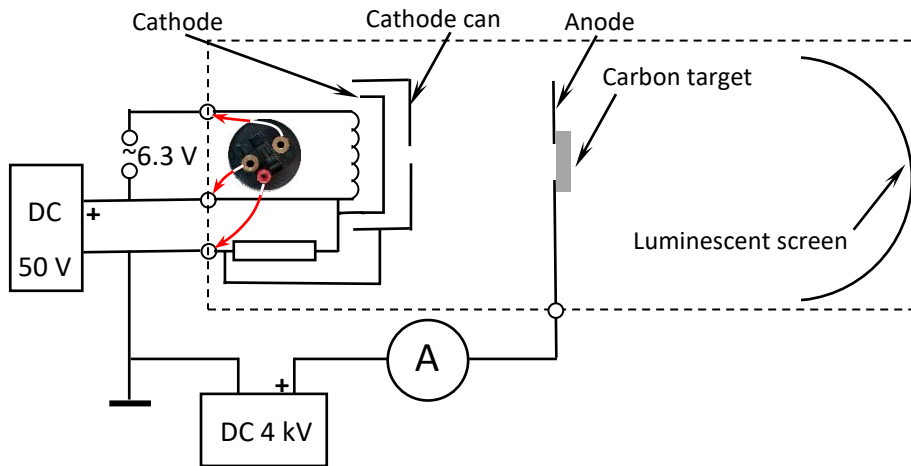 Cathode
Cathode can
Anode
Carbon target
~6.3 V
+
DC
50 V
Luminescent screen
A
+
DC 4 kV